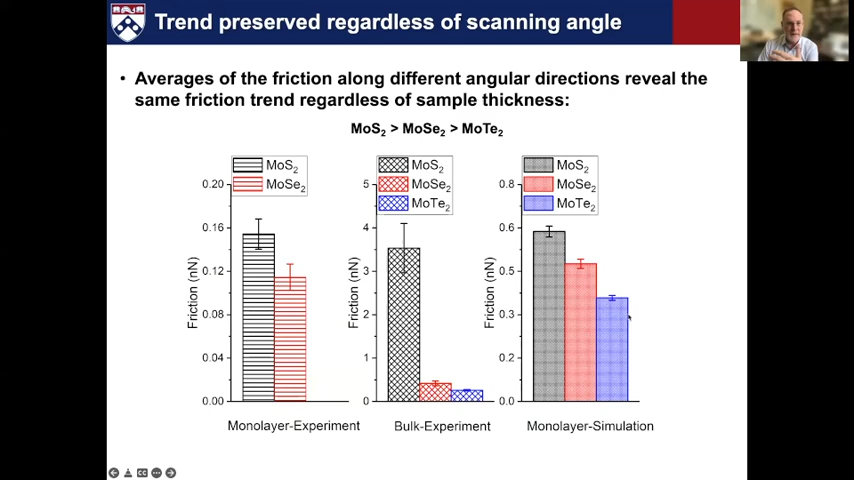 Trend preserved regardless of scanning angle
• Averages of the friction along different angular directions reveal the
same friction trend regardless of sample thickness:
MoS₂ > MoSe₂ > MoTe₂
MoS₂
MoSe₂
0.20
0.16
0.12
0.08
0.04
0.00
Friction (nN)
Monolayer-Experiment
MoS₂
MoSe₂
MoTe₂
5
4
3
2
1
0
Friction (nN)
Bulk-Experiment
MoS₂
MoSe₂
MoTe₂
0.8
0.6
0.5
0.3
0.2
0.0
Friction (nN)
Monolayer-Simulation
CC